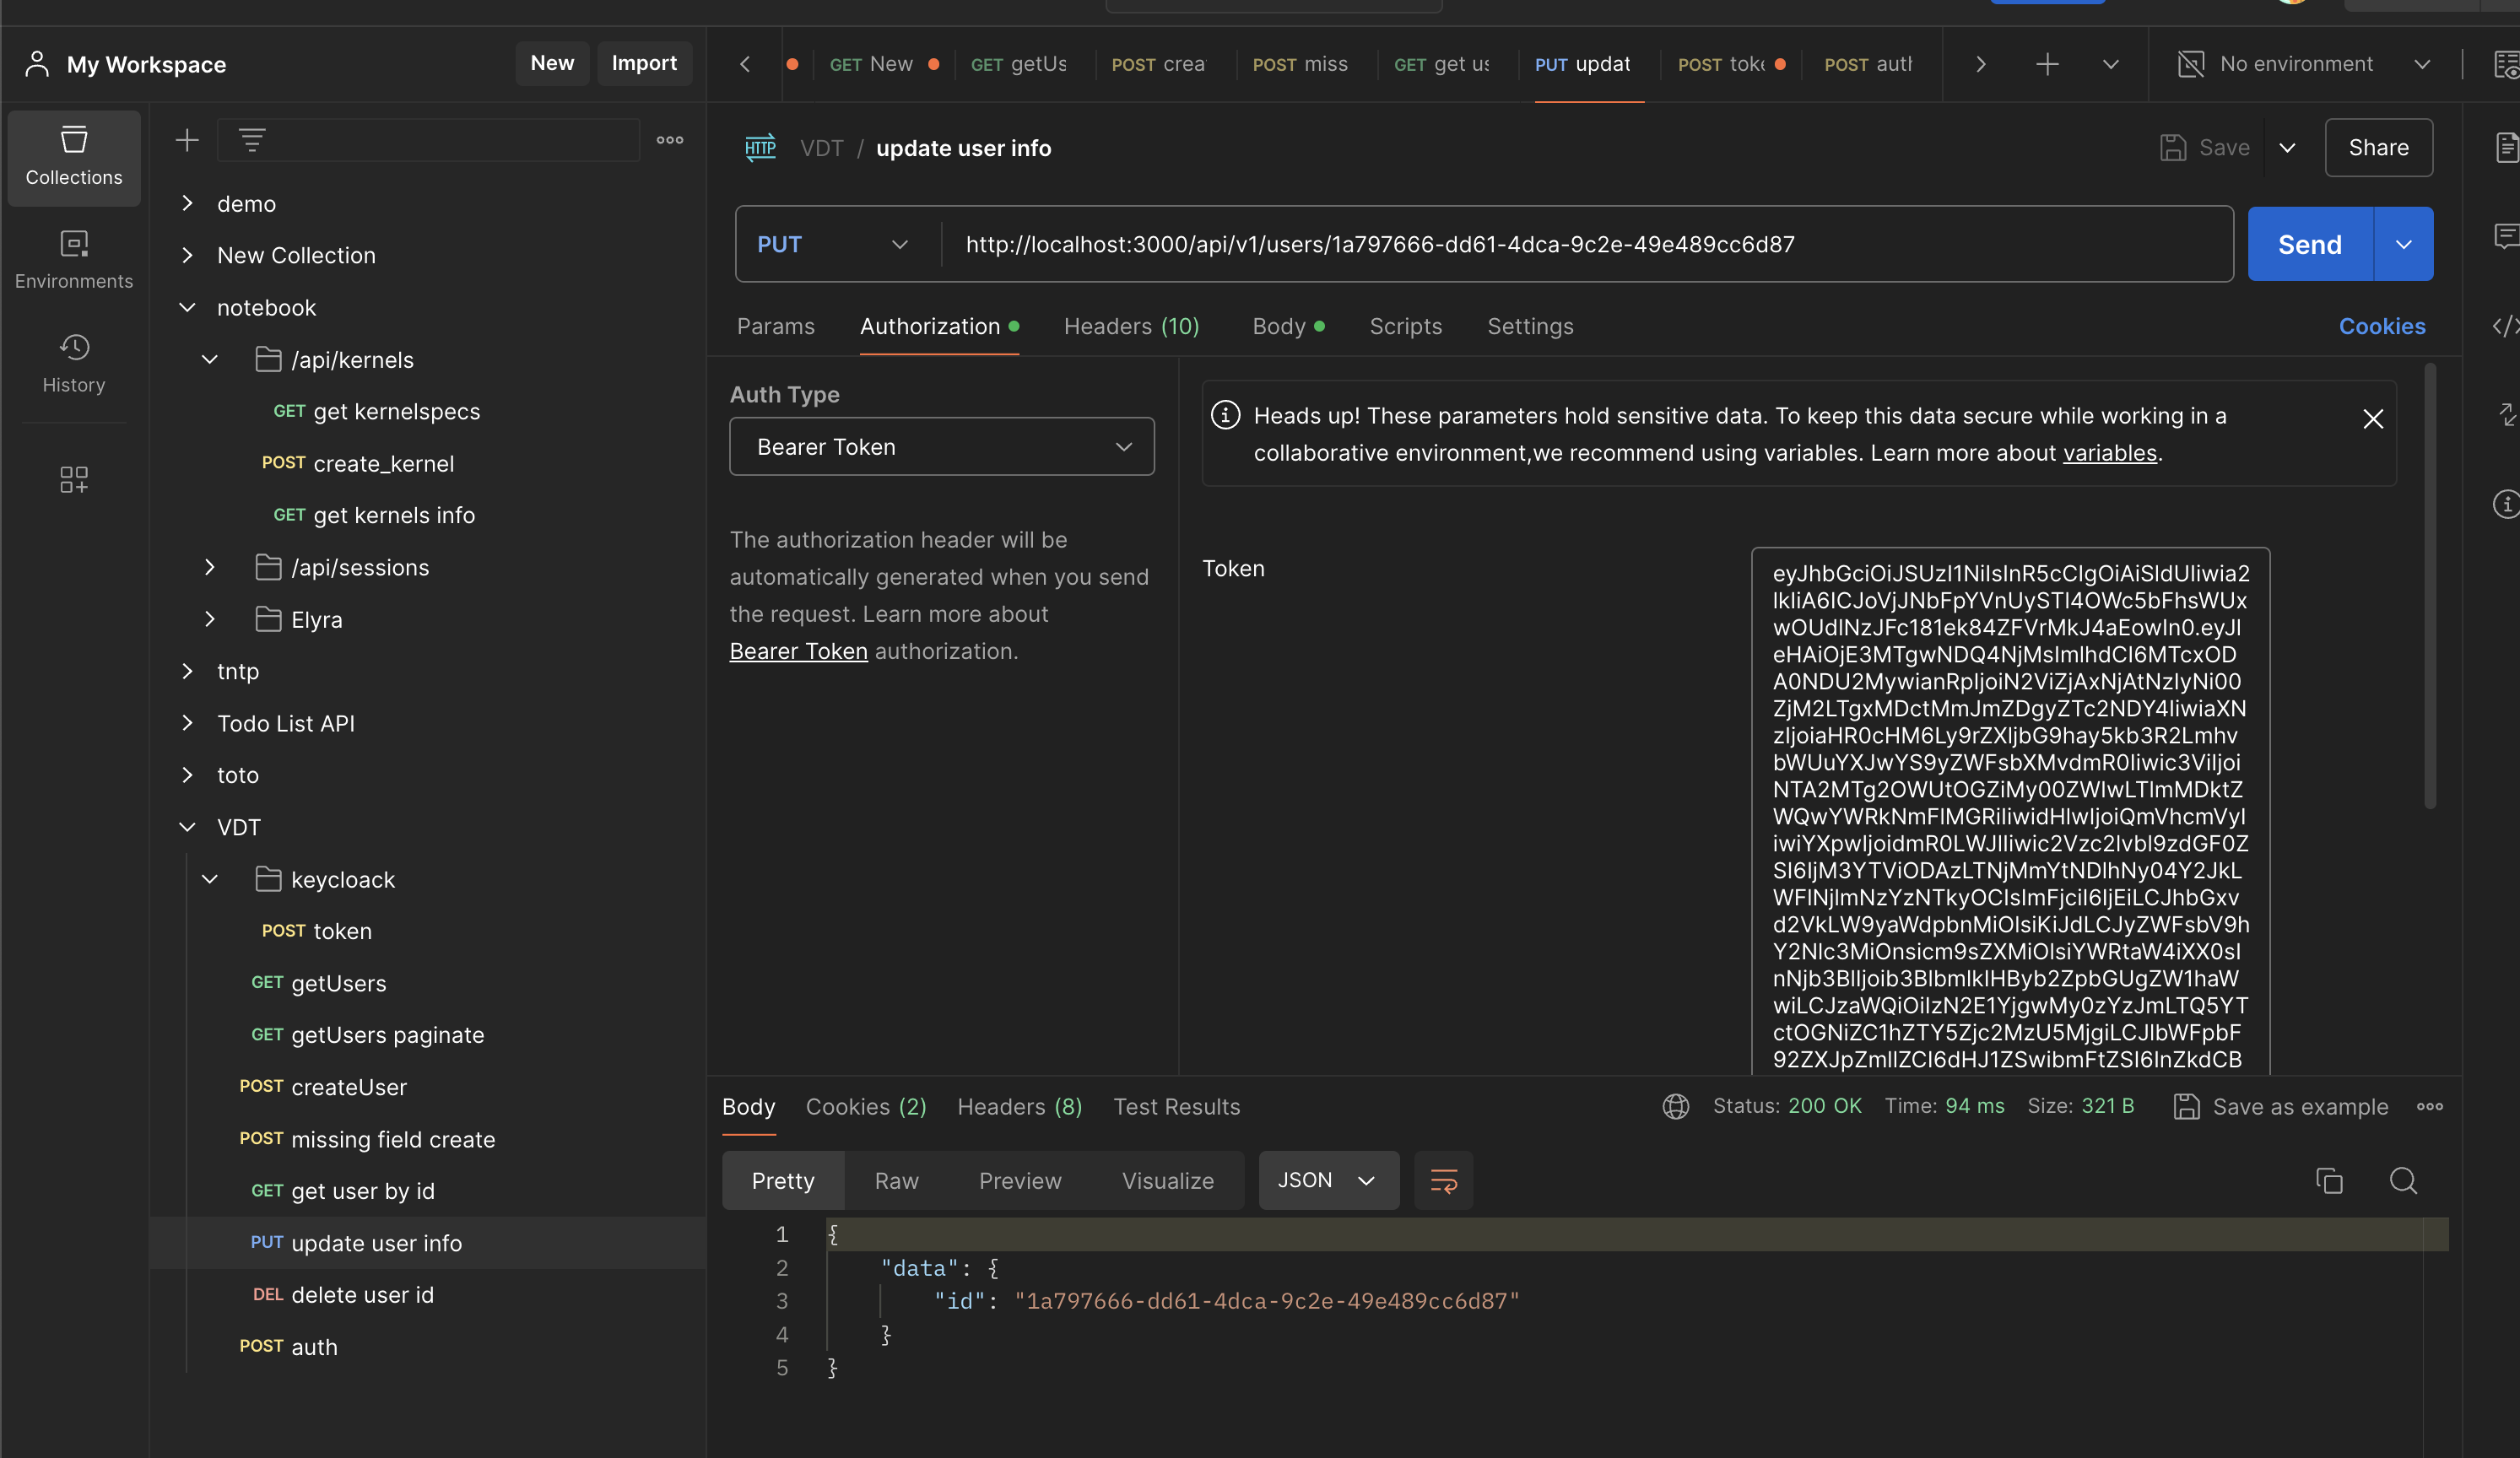 My Workspace
New
Import
GET New
GET getUs
POST crea
POST miss
GET get us
PUT updat
POST toke
POST auth
No environment
Collections
Environments
History
demo
New Collection
notebook
/api/kernels
GET get kernelspecs
POST create_kernel
GET get kernels info
/api/sessions
Elyra
tntp
Todo List API
toto
VDT
keycloack
POST token
GET getUsers
GET getUsers paginate
POST createUser
POST missing field create
GET get user by id
PUT update user info
DEL delete user id
POST auth
HTTP VDT / update user info
Save
Share
PUT http://localhost:3000/api/v1/users/1a797666-dd61-4dca-9c2e-49e489cc6d87
Send
Params Authorization Headers (10) Body Scripts Settings Cookies
Auth Type
Bearer Token
The authorization header will be
automatically generated when you send
the request. Learn more about
Bearer Token authorization.
Heads up! These parameters hold sensitive data. To keep this data secure while working in a
collaborative environment,we recommend using variables. Learn more about variables.
Token
Body Cookies (2) Headers (8) Test Results
Status: 200 OK Time: 94 ms Size: 321 B Save as example
Pretty Raw Preview Visualize JSON
1 {
2 "data": {
3 "id": "1a797666-dd61-4dca-9c2e-49e489cc6d87"
4 }
5 }